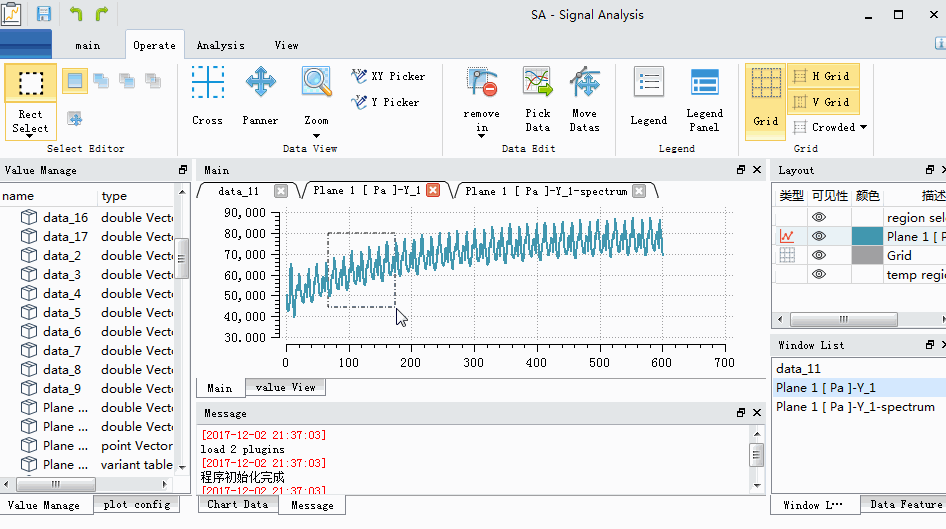 SA - Signal Analysis
main Operate Analysis View
Rect
Select
Select Editor
Cross
Panner
Zoom
XY Picker
Y Picker
Data View
remove
in
Pick
Data
Move
Datas
Data Edit
Legend
Legend
Panel
Legend
Grid
H Grid
V Grid
Crowded
Grid
Value Manage
name type
data_16 double Vecto
data_17 double Vecto
data_2 double Vecto
data_3 double Vecto
data_4 double Vecto
data_5 double Vecto
data_6 double Vecto
data_7 double Vecto
data_8 double Vecto
data_9 double Vecto
Plane ... double Vecto
Plane ... double Vecto
Plane ... point Vector
Plane ... variant table
Value Manage plot config
Main
data_11 Plane 1 [ Pa ]-Y_1 Plane 1 [ Pa ]-Y_1-spectrum
90,000
80,000
70,000
60,000
50,000
40,000
30,000
0 100 200 300 400 500 600 700
Main value View
Message
[2017-12-02 21:37:03]
load 2 plugins
[2017-12-02 21:37:03]
程序初始化完成
[2017-12-02 21:37:03]
Chart Data Message
Layout
类型 可见性 颜色 描述
region sel
Plane 1 [ P
Grid
temp regio
Window List
data_11
Plane 1 [ Pa ]-Y_1
Plane 1 [ Pa ]-Y_1-spectrum
Window L··· Data Feature